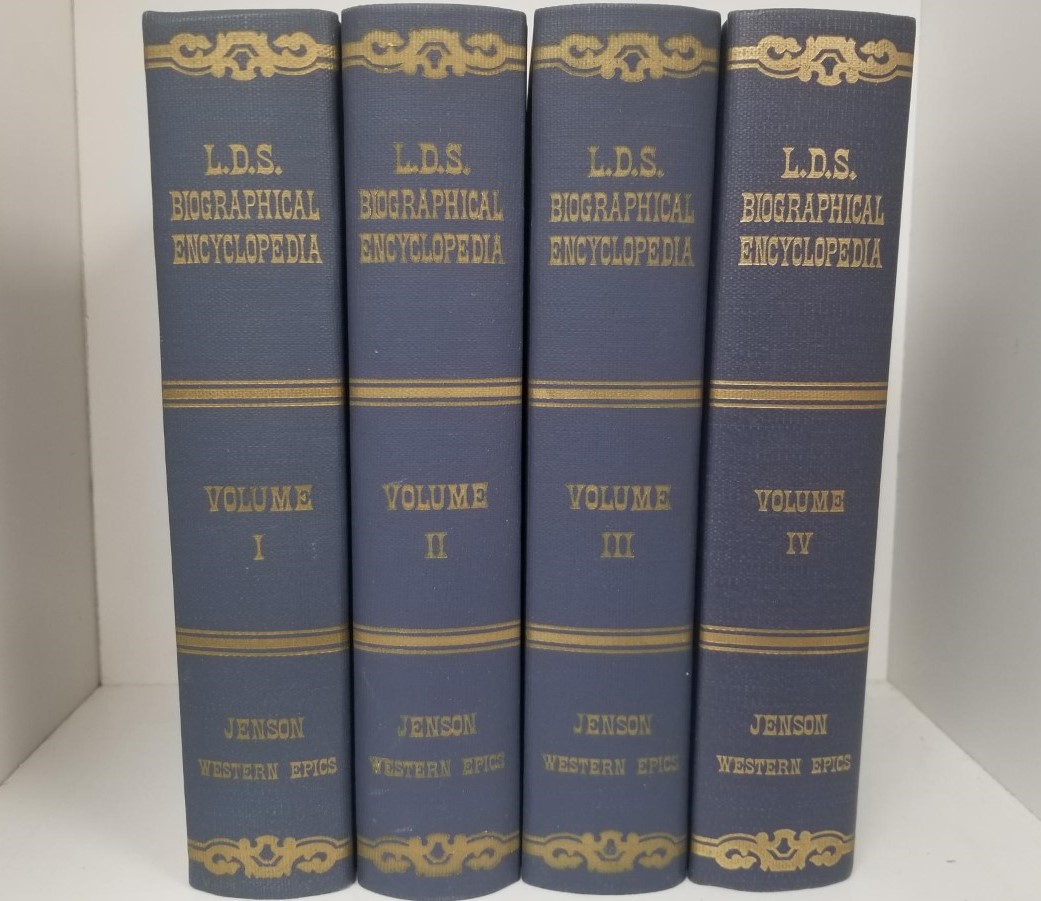 L.D.S.
BIOGRAPHICAL
ENCYCLOPEDIA
VOLUME
I
JENSON
WESTERN EPICS
L.D.S.
BIOGRAPHICAL
ENCYCLOPEDIA
VOLUME
II
JENSON
WESTERN EPICS
L.D.S.
BIOGRAPHICAL
ENCYCLOPEDIA
VOLUME
III
JENSON
WESTERN EPICS
L.D.S.
BIOGRAPHICAL
ENCYCLOPEDIA
VOLUME
IV
JENSON
WESTERN EPICS